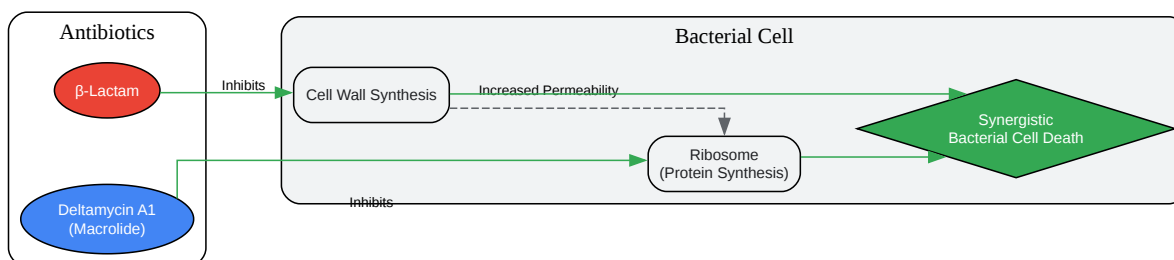 Antibiotics
Bacterial Cell
β-Lactam
Inhibits
Cell Wall Synthesis
Increased Permeability
Synergistic
Bacterial Cell Death
Ribosome
(Protein Synthesis)
Deltamycin A1
(Macrolide)
Inhibits